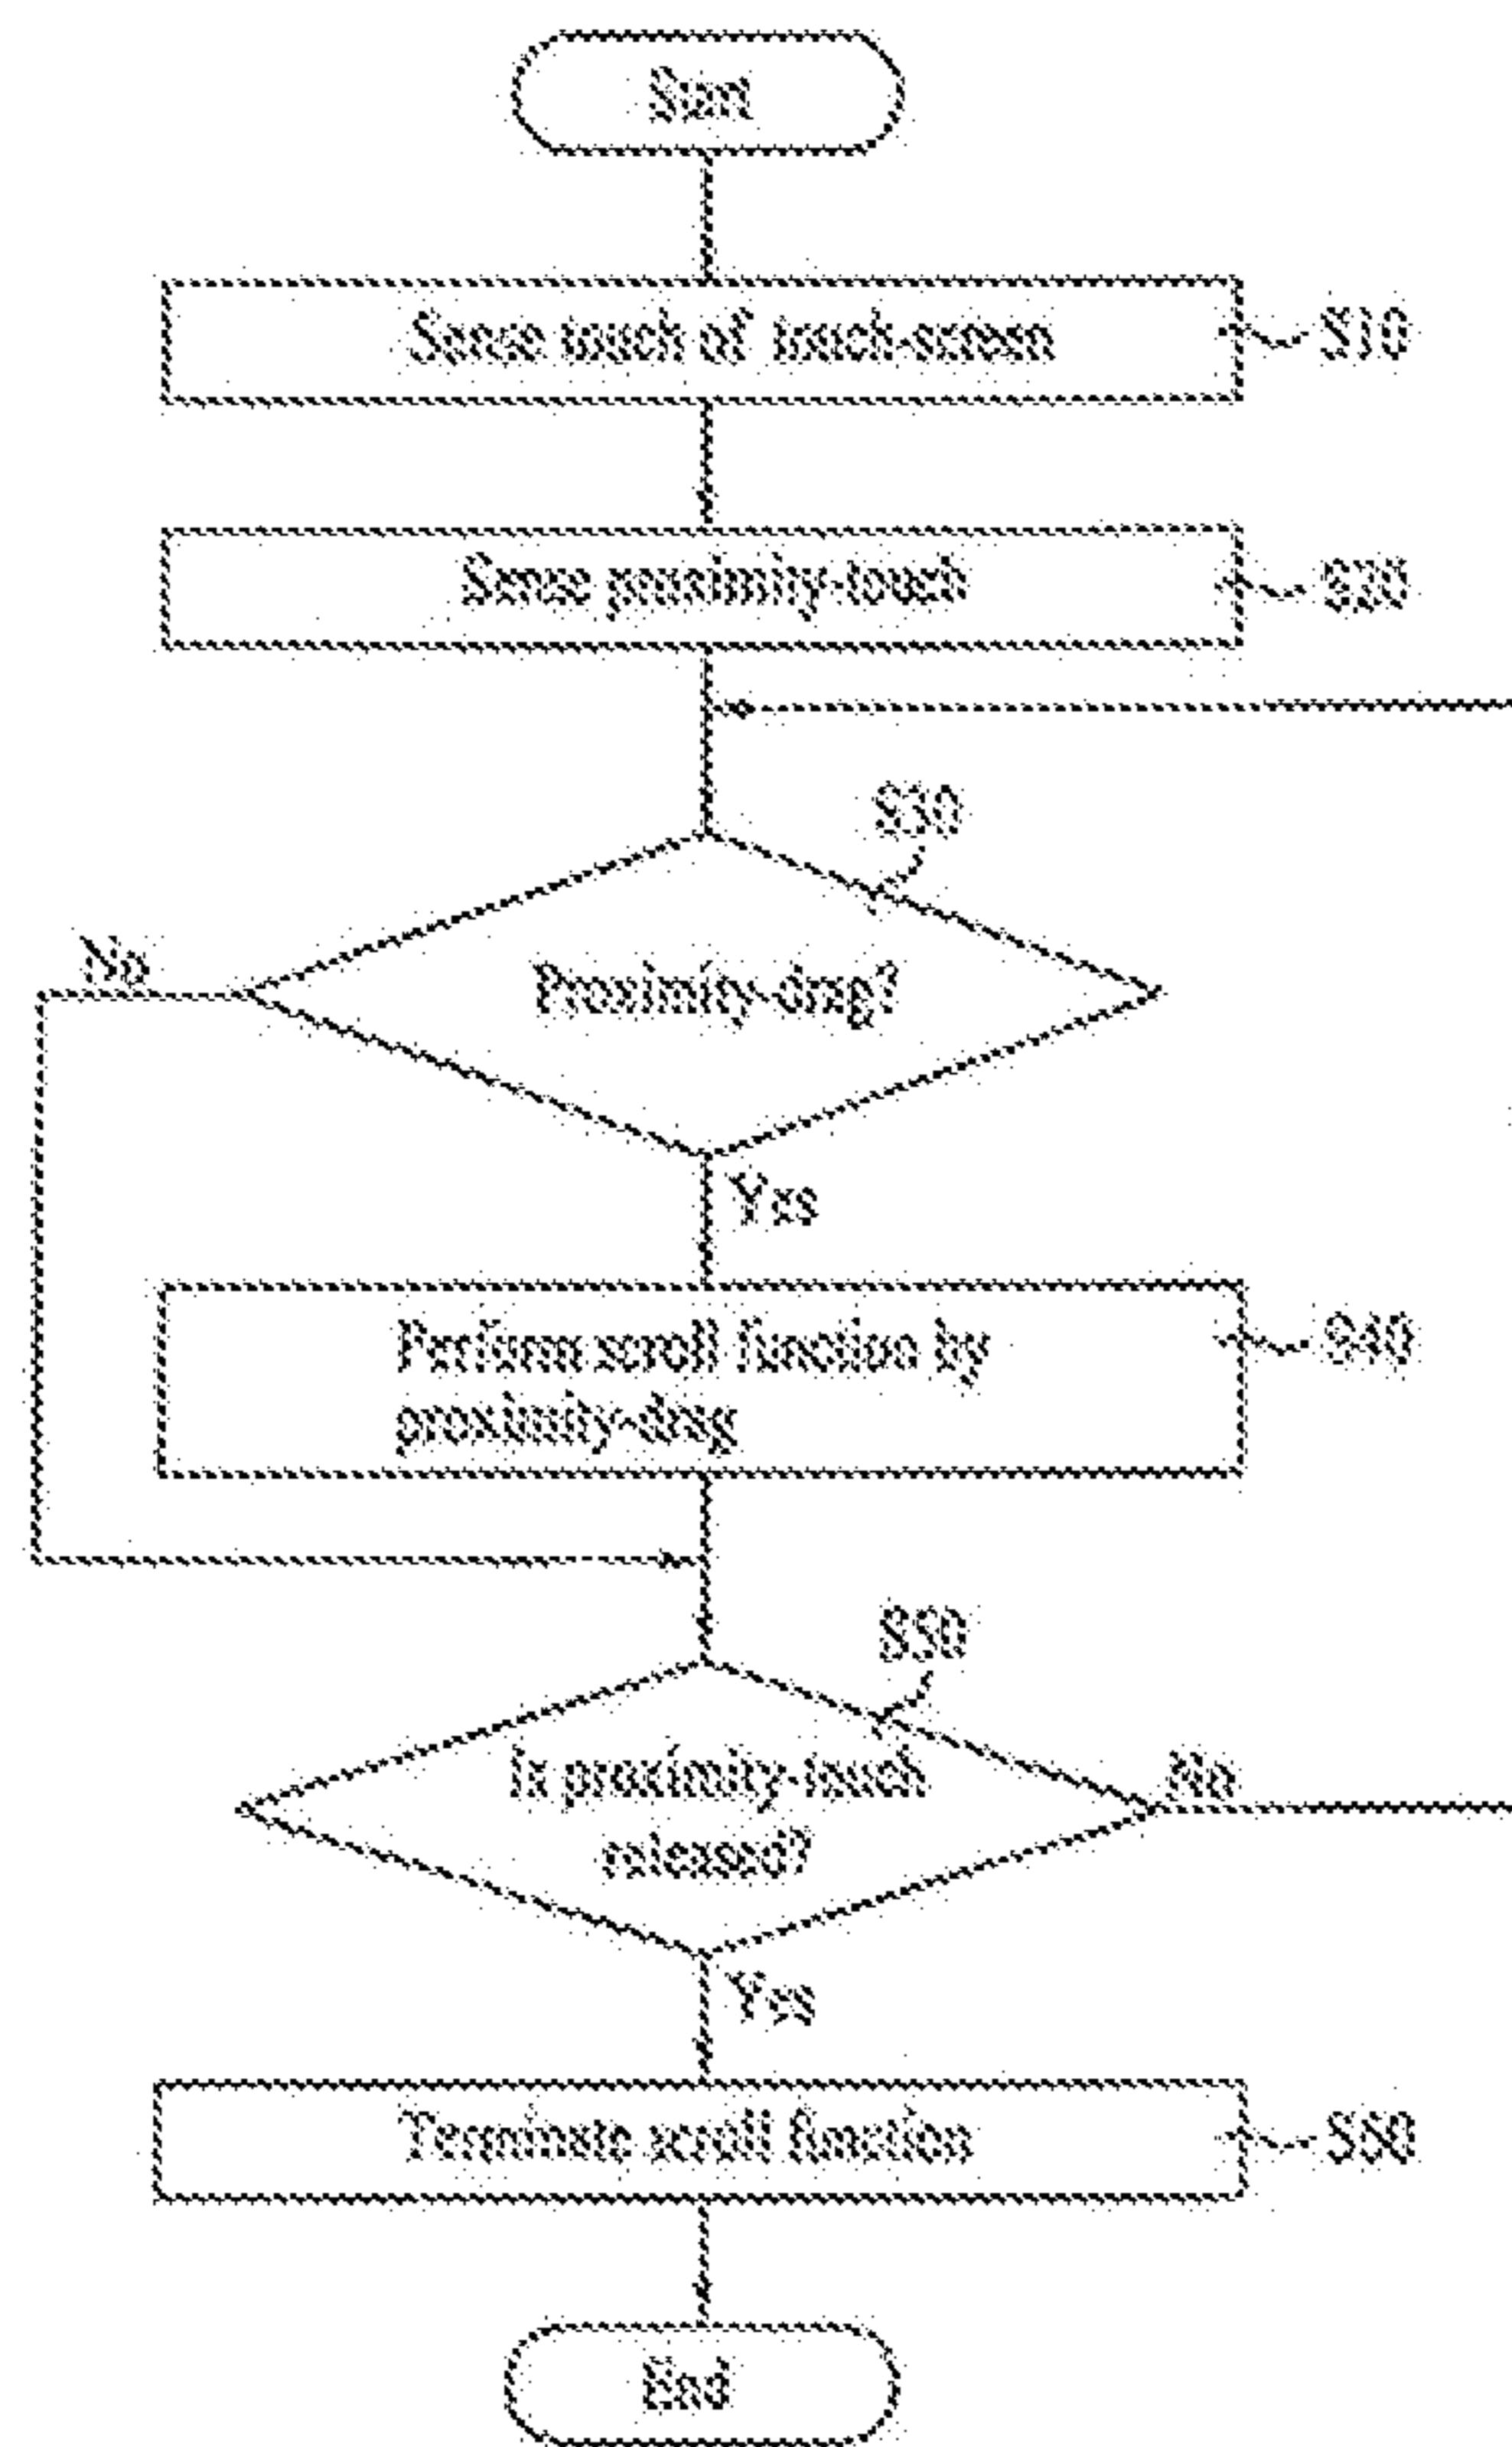 Start
Sense touch of touch-screen
S10
Sense proximity-touch
S20
S30
No
Proximity-drag?
Yes
Perform scroll function by
proximity-drag
S40
S50
Is proximity-touch
released?
No
Yes
Terminate scroll function
S60
End